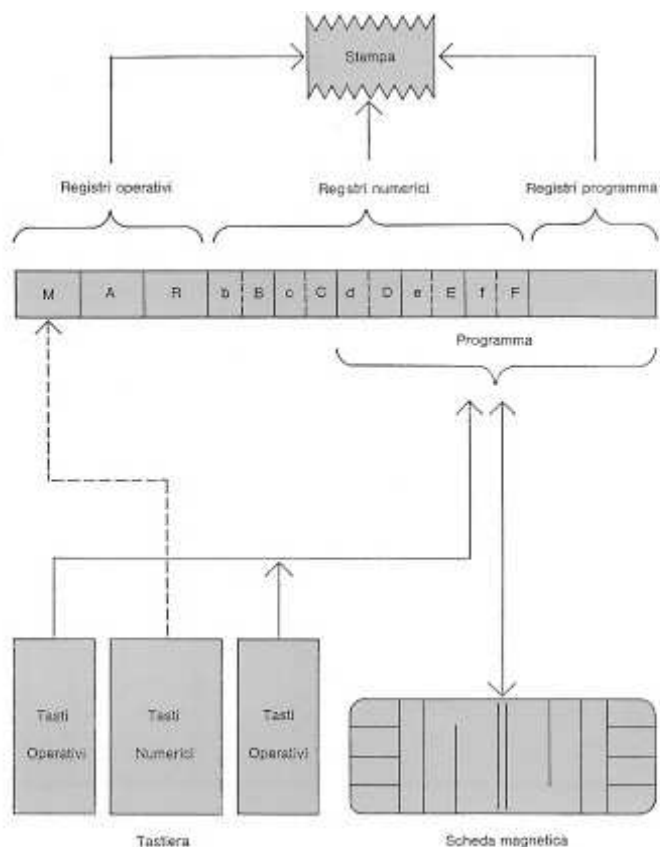 Stampa
Registri operativi
Registri numerici
Registri programma
M A R b B c C d D e E f F
Programma
Tasti
Operativi
Tasti
Numerici
Tasti
Operativi
Tastiera
Scheda magnetica